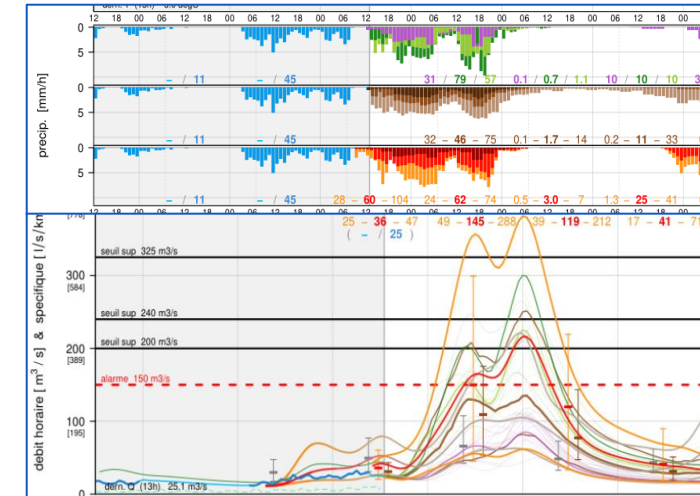 12 18 00 06 12 18 00 06 12 18 00 06 12 18 00 06 12 18 00 06 12 18 00
0
5
– / 11 – / 45 31 / 79 / 57 0.1 / 0.7 / 1.1 10 / 10 / 10 3
0
5
– / 11 – / 45 32 – 46 – 75 0.1 – 1.7 – 14 0.2 – 11 – 33
0
5
– / 11 – / 45 28 – 60 – 104 24 – 62 – 74 0.5 – 3.0 – 7 1.3 – 25 – 41
precip. [mm/h]
12 18 00 06 12 18 00 06 12 18 00 06 12 18 00 06 12 18 00 06 12 18 00
25 – 36 – 47 49 – 145 – 288 39 – 119 – 212 17 – 41 – 71
( – / 25 )
seuil sup 325 m3/s
300
[584]
seuil sup 240 m3/s
seuil sup 200 m3/s
200
[389]
alarme 150 m3/s
100
[195]
dern. Q (13h) 25.1 m3/s
0
debit horaire [ m³ / s] & specifique [ l / s / km